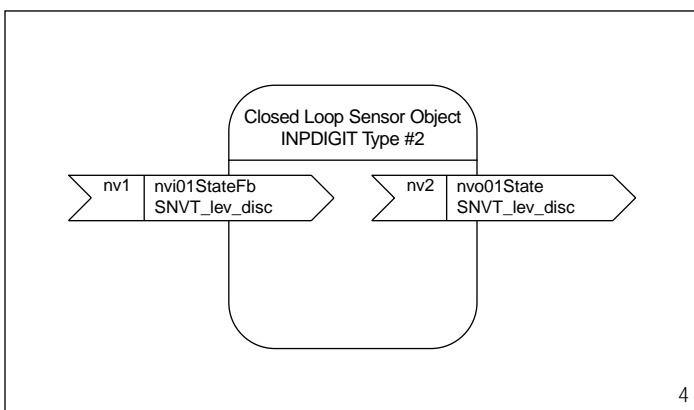 Closed Loop Sensor Object
INPDIGIT Type #2
nv1
nvi01StateFb
SNVT_lev_disc
nv2
nvo01State
SNVT_lev_disc
4